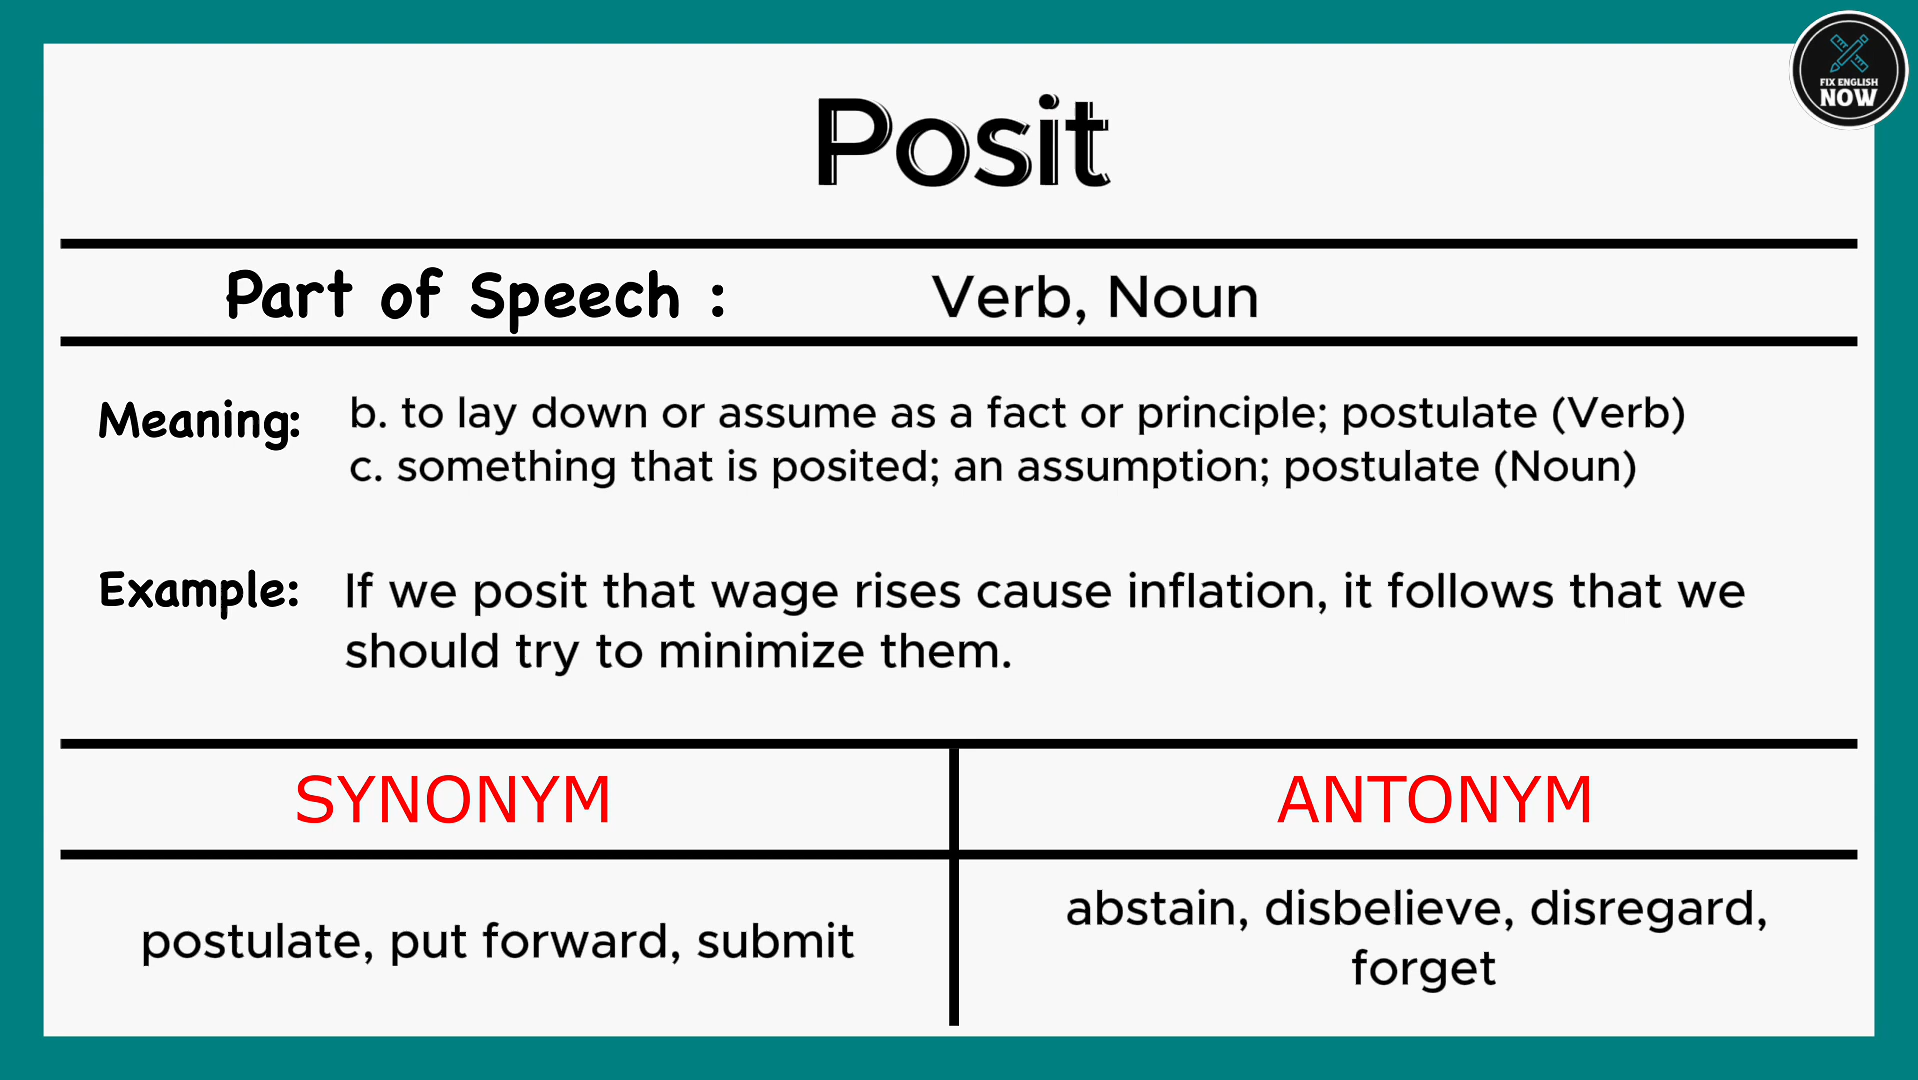 FIX ENGLISH
NOW
Posit
Part of Speech :
Verb, Noun
Meaning:
b. to lay down or assume as a fact or principle; postulate (Verb)
c. something that is posited; an assumption; postulate (Noun)
Example:
If we posit that wage rises cause inflation, it follows that we
should try to minimize them.
SYNONYM
ANTONYM
postulate, put forward, submit
abstain, disbelieve, disregard,
forget